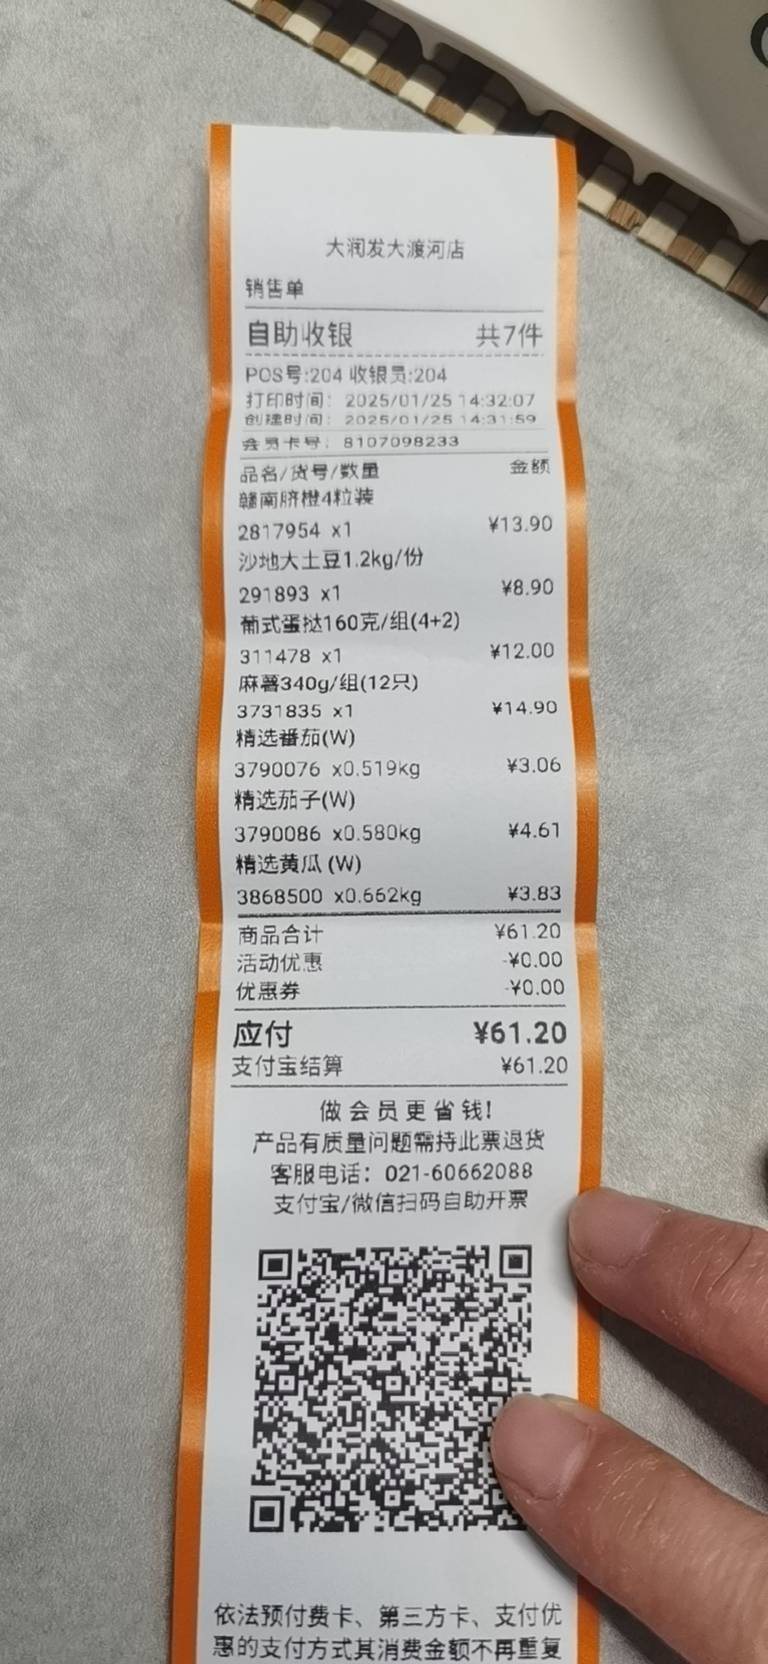 大润发大渡河店
销售单
自助收银 共7件
POS号:204 收银员:204
打印时间: 2025/01/25 14:32:07
创建时间: 2025/01/25 14:31:59
会员卡号: 8107098233
品名/货号/数量 金额
赣南脐橙4粒装
2817954 x1 ¥13.90
沙地大土豆1.2kg/份
291893 x1 ¥8.90
葡式蛋挞160克/组(4+2)
311478 x1 ¥12.00
麻薯340g/组(12只)
3731835 x1 ¥14.90
精选番茄(W)
3790076 x0.519kg ¥3.06
精选茄子(W)
3790086 x0.580kg ¥4.61
精选黄瓜 (W)
3868500 x0.662kg ¥3.83
商品合计 ¥61.20
活动优惠 -¥0.00
优惠券 -¥0.00
应付 ¥61.20
支付宝结算 ¥61.20
做会员更省钱!
产品有质量问题需持此票退货
客服电话: 021-60662088
支付宝/微信扫码自助开票
依法预付费卡、第三方卡、支付优
惠的支付方式其消费金额不再重复